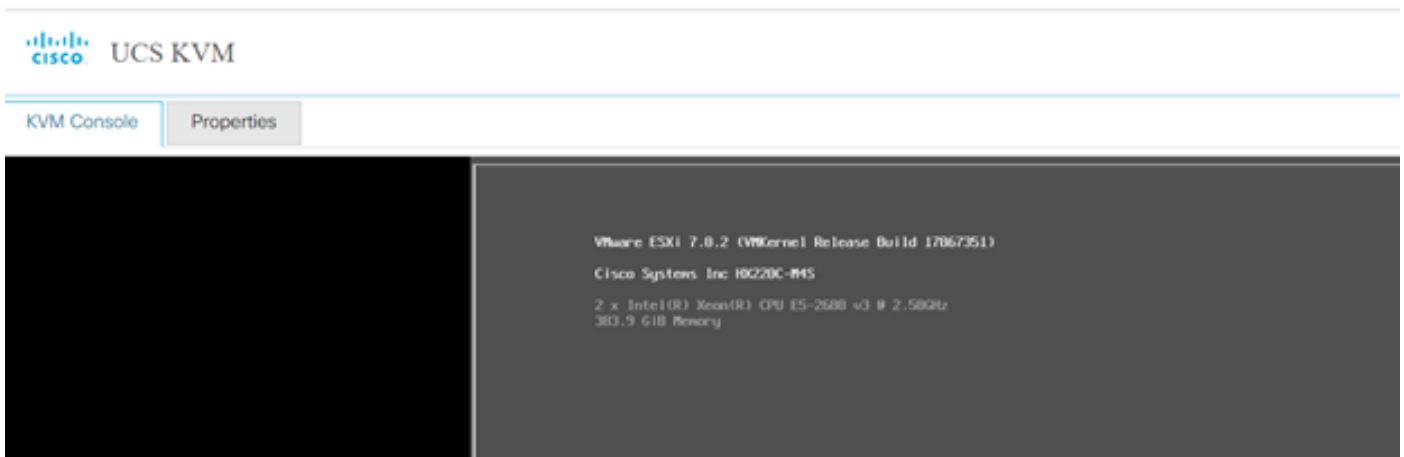 CISCO
UCS KVM
KVM Console
Properties
VMware ESXi 7.0.2 (VMKernel Release Build 17867351)
Cisco Systems Inc HX220C-M4S
2 x Intel(R) Xeon(R) CPU E5-2680 v3 @ 2.50GHz
383.9 GiB Memory